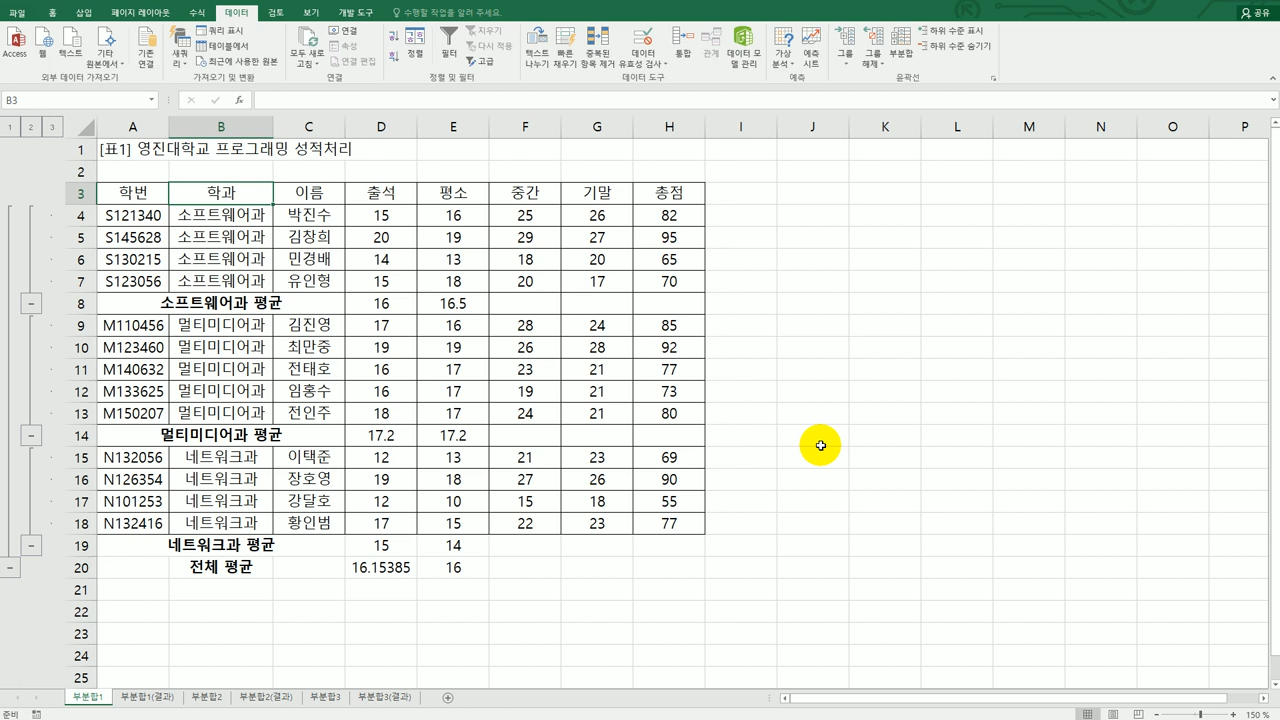 파일 홈 삽입 페이지 레이아웃 수식 데이터 검토 보기 개발 도구 수행할 작업을 알려 주세요. 공유
Access 웹 텍스트 기타 원본에서 기존 연결 새 쿼리 쿼리 표시 테이블에서 최근에 사용한 원본 모두 새로 고침 연결 속성 연결 편집 정렬 필터 지우기 다시 적용 고급 텍스트 나누기 빠른 채우기 중복된 항목 제거 데이터 유효성 검사 통합 관계 데이터 모델 관리 가상 분석 예측 시트 그룹 그룹 해제 부분합 하위 수준 표시 하위 수준 숨기기
외부 데이터 가져오기 가져오기 및 변환 연결 정렬 및 필터 데이터 도구 예측 윤곽선
B3 fx
1 2 3 A B C D E F G H I J K L M N O P
1 [표1] 영진대학교 프로그래밍 성적처리
2
3 학번 학과 이름 출석 평소 중간 기말 총점
4 S121340 소프트웨어과 박진수 15 16 25 26 82
5 S145628 소프트웨어과 김창희 20 19 29 27 95
6 S130215 소프트웨어과 민경배 14 13 18 20 65
7 S123056 소프트웨어과 유인형 15 18 20 17 70
8 소프트웨어과 평균 16 16.5
9 M110456 멀티미디어과 김진영 17 16 28 24 85
10 M123460 멀티미디어과 최만중 19 19 26 28 92
11 M140632 멀티미디어과 전태호 16 17 23 21 77
12 M133625 멀티미디어과 임홍수 16 17 19 21 73
13 M150207 멀티미디어과 전인주 18 17 24 21 80
14 멀티미디어과 평균 17.2 17.2
15 N132056 네트워크과 이택준 12 13 21 23 69
16 N126354 네트워크과 장호영 19 18 27 26 90
17 N101253 네트워크과 강달호 12 10 15 18 55
18 N132416 네트워크과 황인범 17 15 22 23 77
19 네트워크과 평균 15 14
20 전체 평균 16.15385 16
21
22
23
24
25
부분합1 부분합1(결과) 부분합2 부분합2(결과) 부분합3 부분합3(결과)
준비 150 %